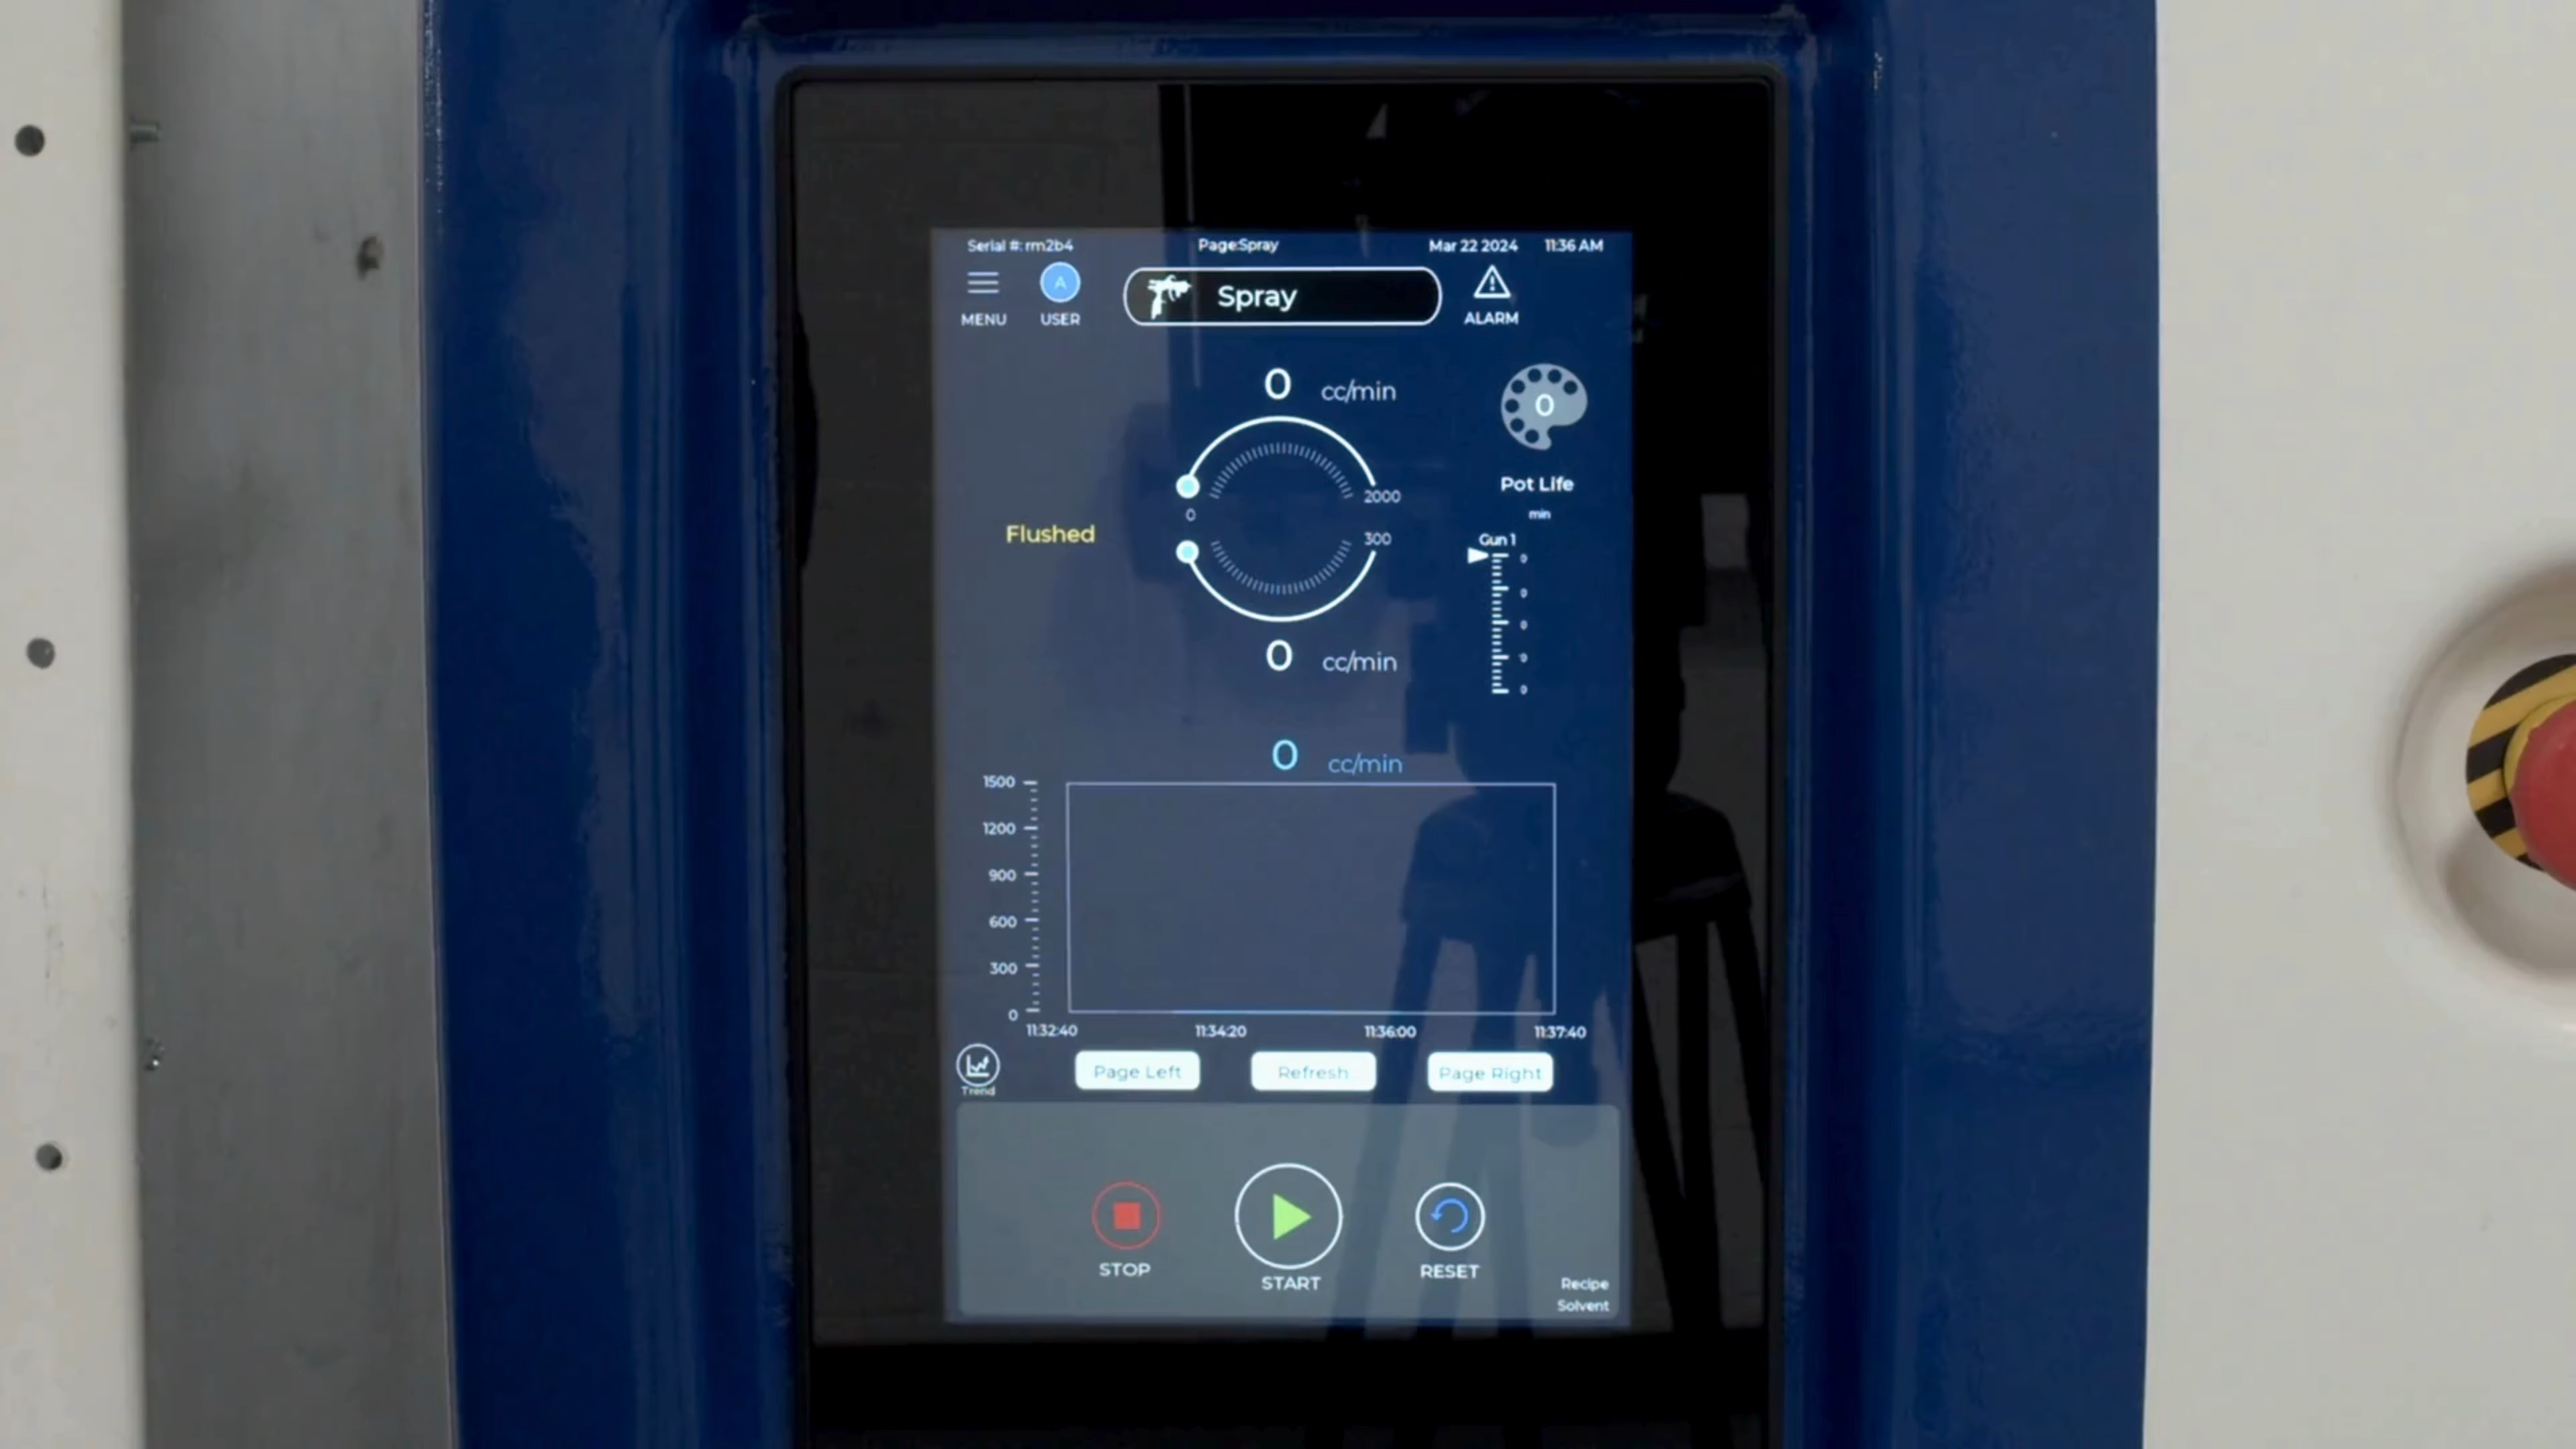 Serial #: rm2b4 Page:Spray Mar 22 2024 11:36 AM
MENU
A
USER
Spray
ALARM
0 cc/min
0
2000
0
Flushed
300
0 cc/min
Pot Life
min
Gun 1
0
0
0
0
0
0 cc/min
1500
1200
900
600
300
0
11:32:40 11:34:20 11:36:00 11:37:40
Trend
Page Left Refresh Page Right
STOP START RESET
Recipe
Solvent